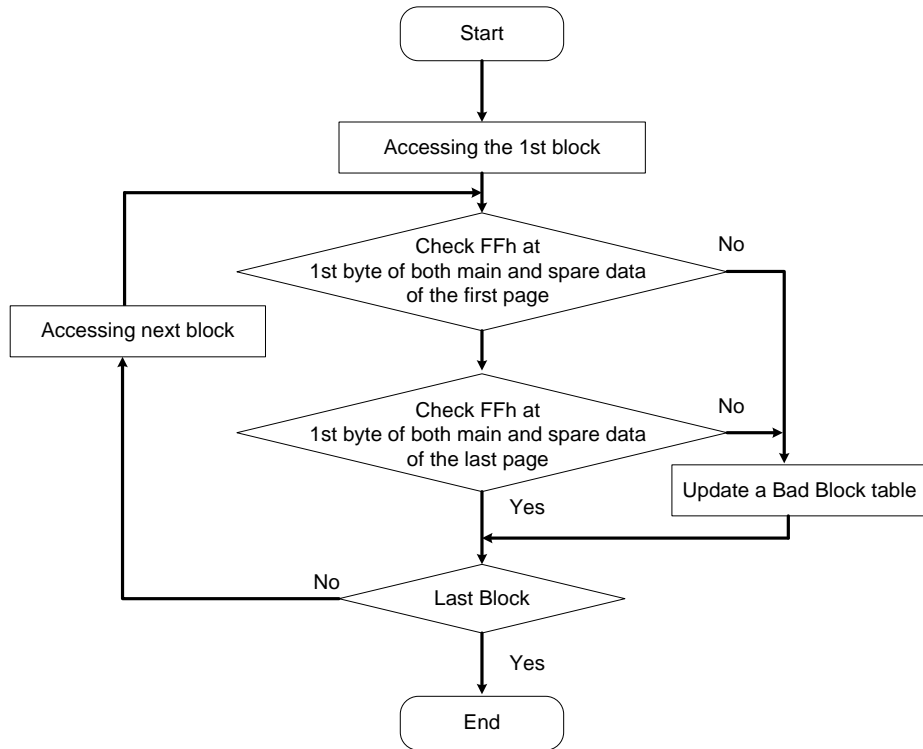 Start
Accessing the 1st block
Check FFh at
1st byte of both main and spare data
of the first page
No
Accessing next block
Check FFh at
1st byte of both main and spare data
of the last page
No
Update a Bad Block table
Yes
No
Last Block
Yes
End